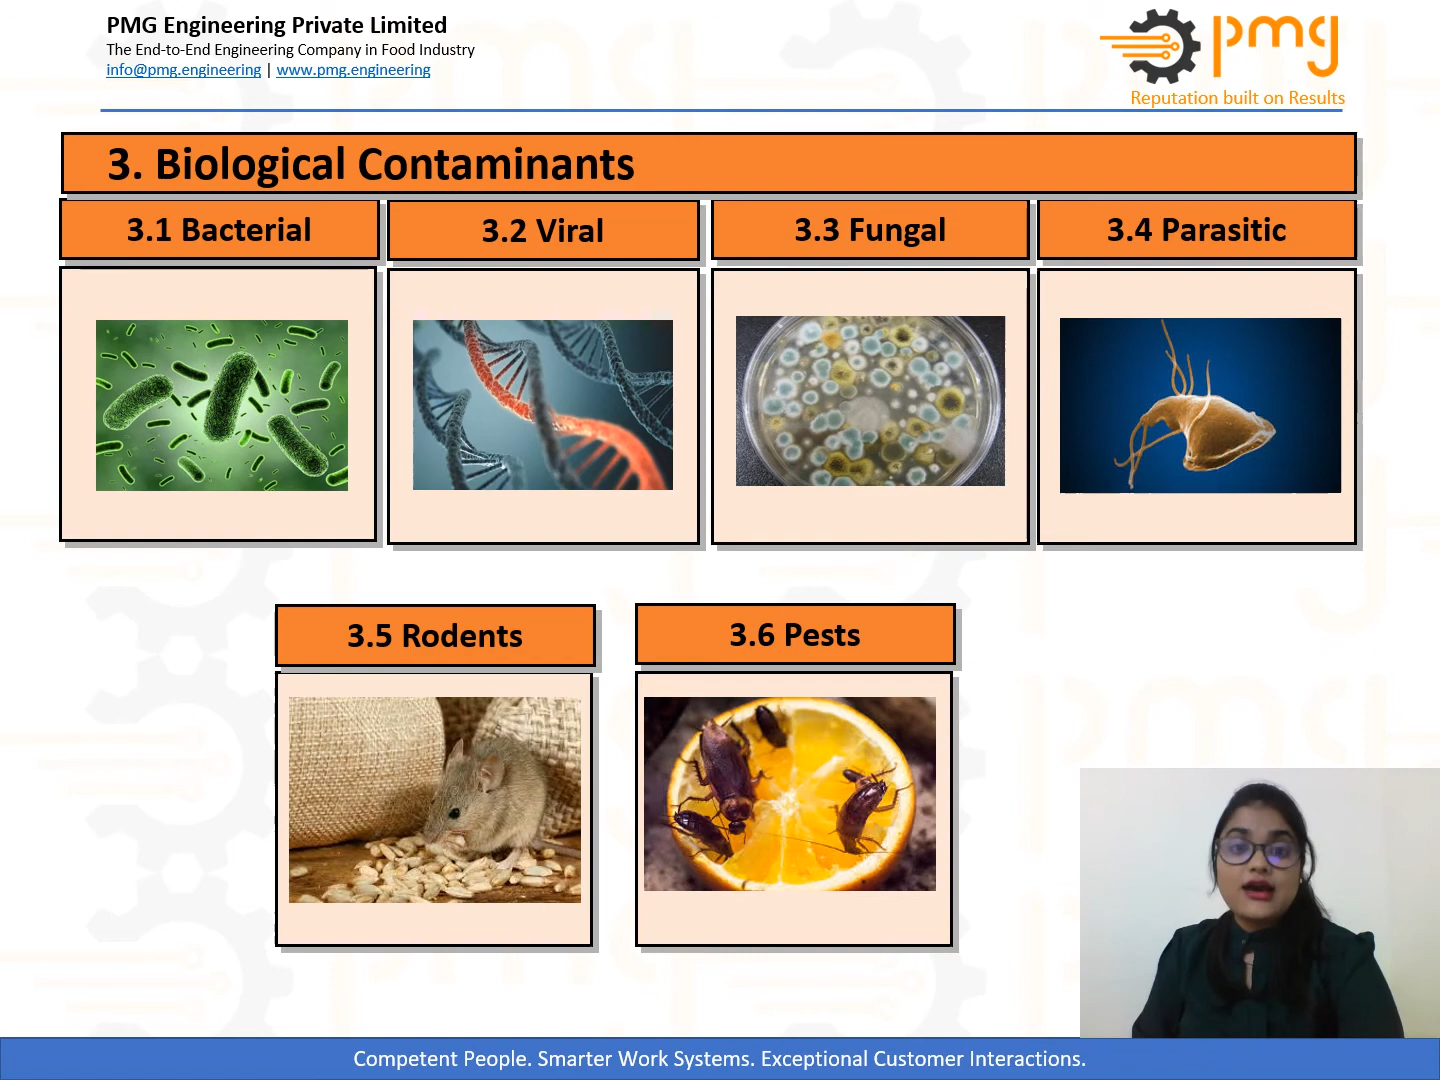 PMG Engineering Private Limited
The End-to-End Engineering Company in Food Industry
info@pmg.engineering | www.pmg.engineering
pmg
Reputation built on Results
3. Biological Contaminants
3.1 Bacterial
3.2 Viral
3.3 Fungal
3.4 Parasitic
3.5 Rodents
3.6 Pests
Competent People. Smarter Work Systems. Exceptional Customer Interactions.